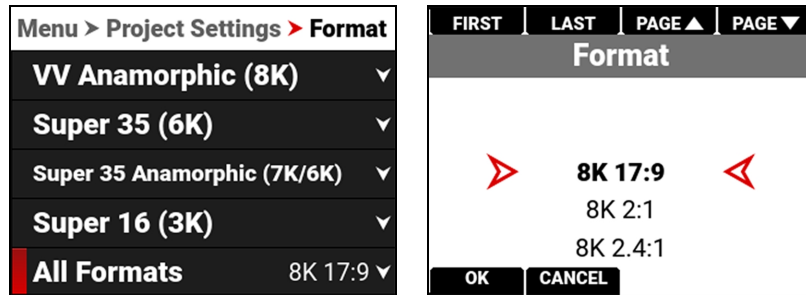 Menu > Project Settings > Format
VV Anamorphic (8K)
Super 35 (6K)
Super 35 Anamorphic (7K/6K)
Super 16 (3K)
All Formats 8K 17:9
FIRST LAST PAGE▲ PAGE▼
Format
8K 17:9
8K 2:1
8K 2.4:1
OK CANCEL